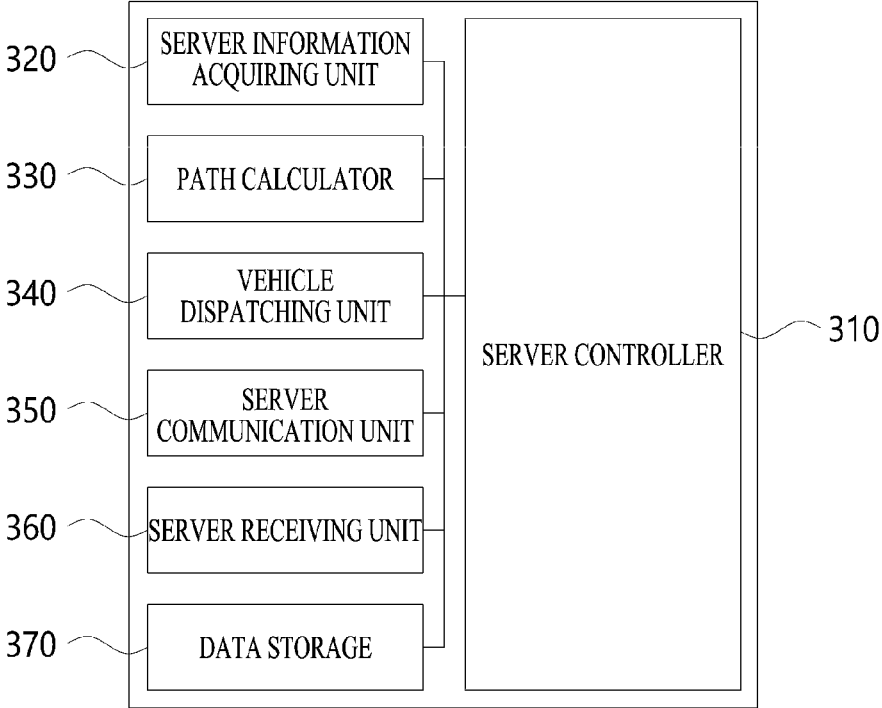 320
SERVER INFORMATION
ACQUIRING UNIT
330
PATH CALCULATOR
340
VEHICLE
DISPATCHING UNIT
350
SERVER
COMMUNICATION UNIT
360
SERVER RECEIVING UNIT
370
DATA STORAGE
SERVER CONTROLLER
310